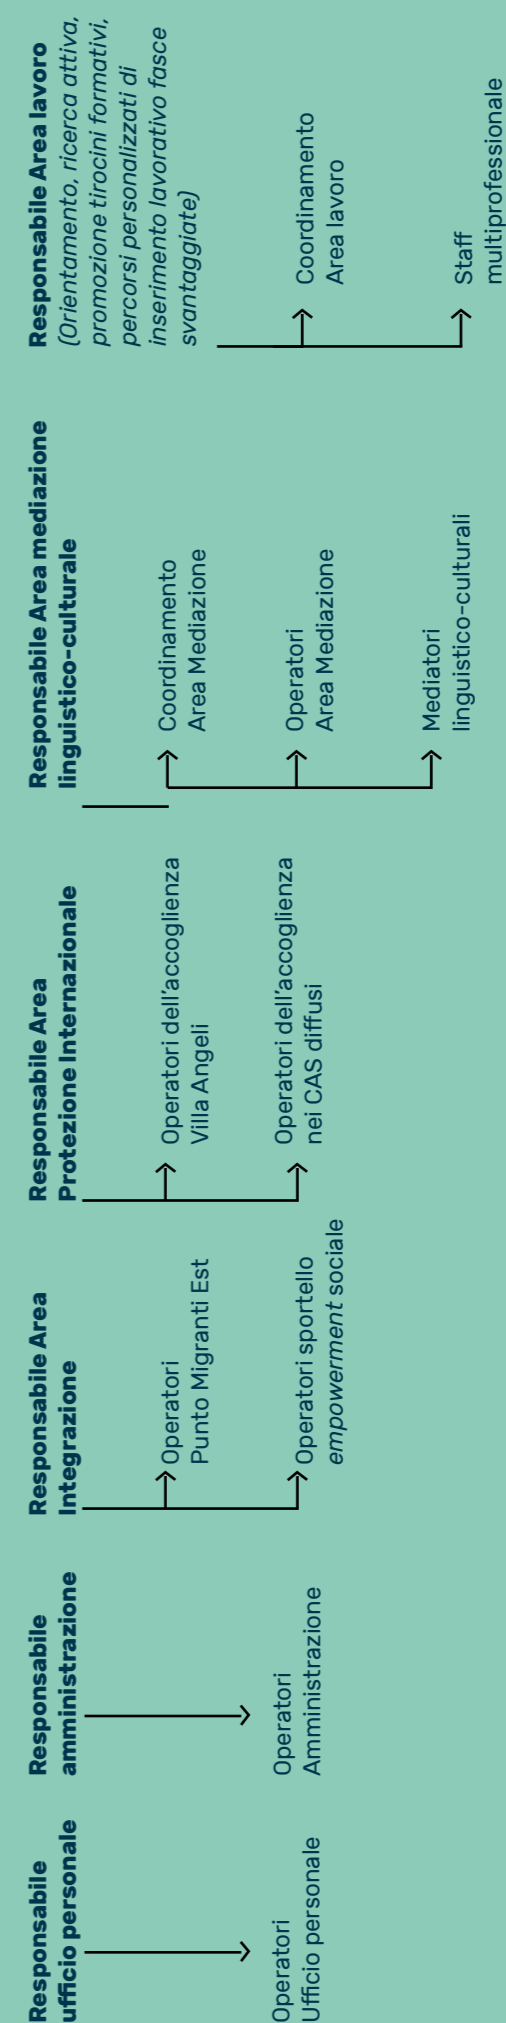 Responsabile
ufficio personale
Operatori
Ufficio personale
Responsabile
amministrazione
Operatori
Amministrazione
Responsabile Area
Integrazione
Operatori
Punto Migranti Est
Operatori sportello
empowerment sociale
Responsabile Area
Protezione Internazionale
Operatori dell’accoglienza
Villa Angeli
Operatori dell’accoglienza
nei CAS diffusi
Responsabile Area mediazione
linguistico-culturale
Coordinamento
Area Mediazione
Operatori
Area Mediazione
Mediatori
linguistico-culturali
Responsabile Area lavoro
(Orientamento, ricerca attiva,
promozione tirocini formativi,
percorsi personalizzati di
inserimento lavorativo fasce
svantaggiate)
Coordinamento
Area lavoro
Staff
multiprofessionale